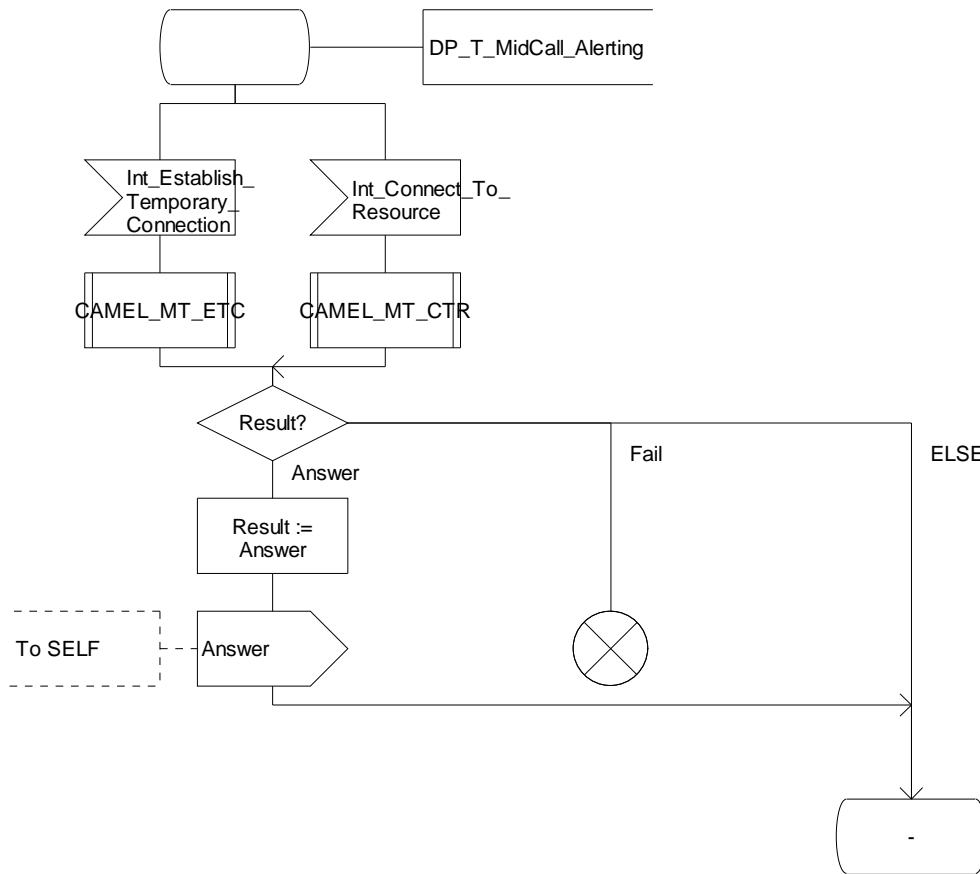 DP_T_MidCall_Alerting
Int_Establish_
Temporary_
Connection
Int_Connect_To_
Resource
CAMEL_MT_ETC
CAMEL_MT_CTR
Result?
Fail
ELSE
Answer
Result :=
Answer
To SELF
Answer
-